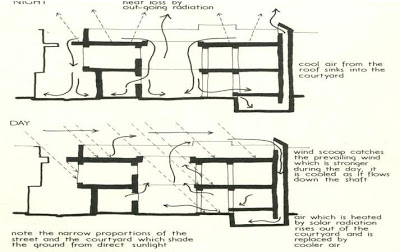 NIGHT
heat loss by
out-going radiation
cool air from the
roof sinks into the
courtyard
DAY
wind scoop catches
the prevailing wind
which is stronger
during the day, it
is cooled as it flows
down the shaft
air which is heated
by solar radiation
rises out of the
courtyard and is
replaced by
cooler air
note the narrow proportions of the
street and the courtyard which shade
the ground from direct sunlight